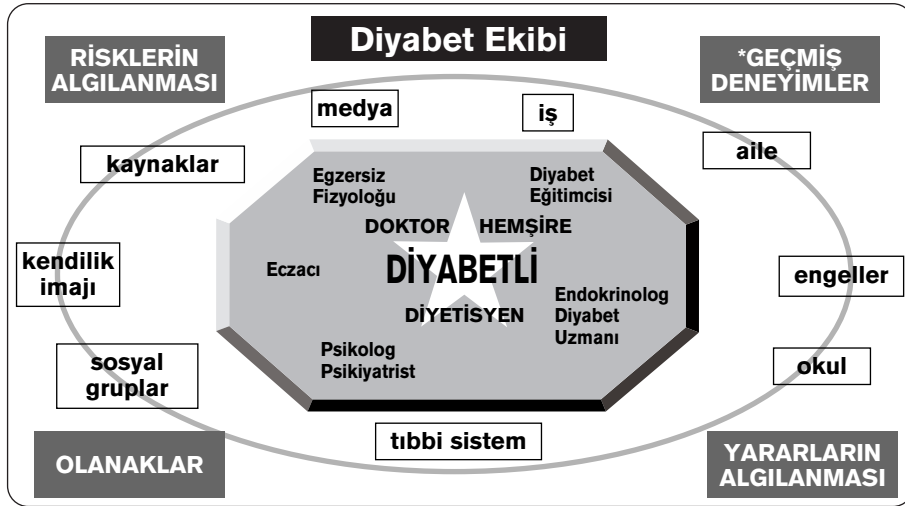 Diyabet Ekibi
RİSKLERİN
ALGILANMASI
*GEÇMİŞ
DENEYİMLER
medya
iş
kaynaklar
aile
Egzersiz
Fizyoloğu
Diyabet
Eğitimcisi
DOKTOR
HEMŞİRE
kendilik
imajı
Eczacı
DİYABETLİ
engeller
DİYETİSYEN
Endokrinolog
Diyabet
Uzmanı
Psikolog
Psikiyatrist
sosyal
gruplar
okul
tıbbi sistem
OLANAKLAR
YARARLARIN
ALGILANMASI